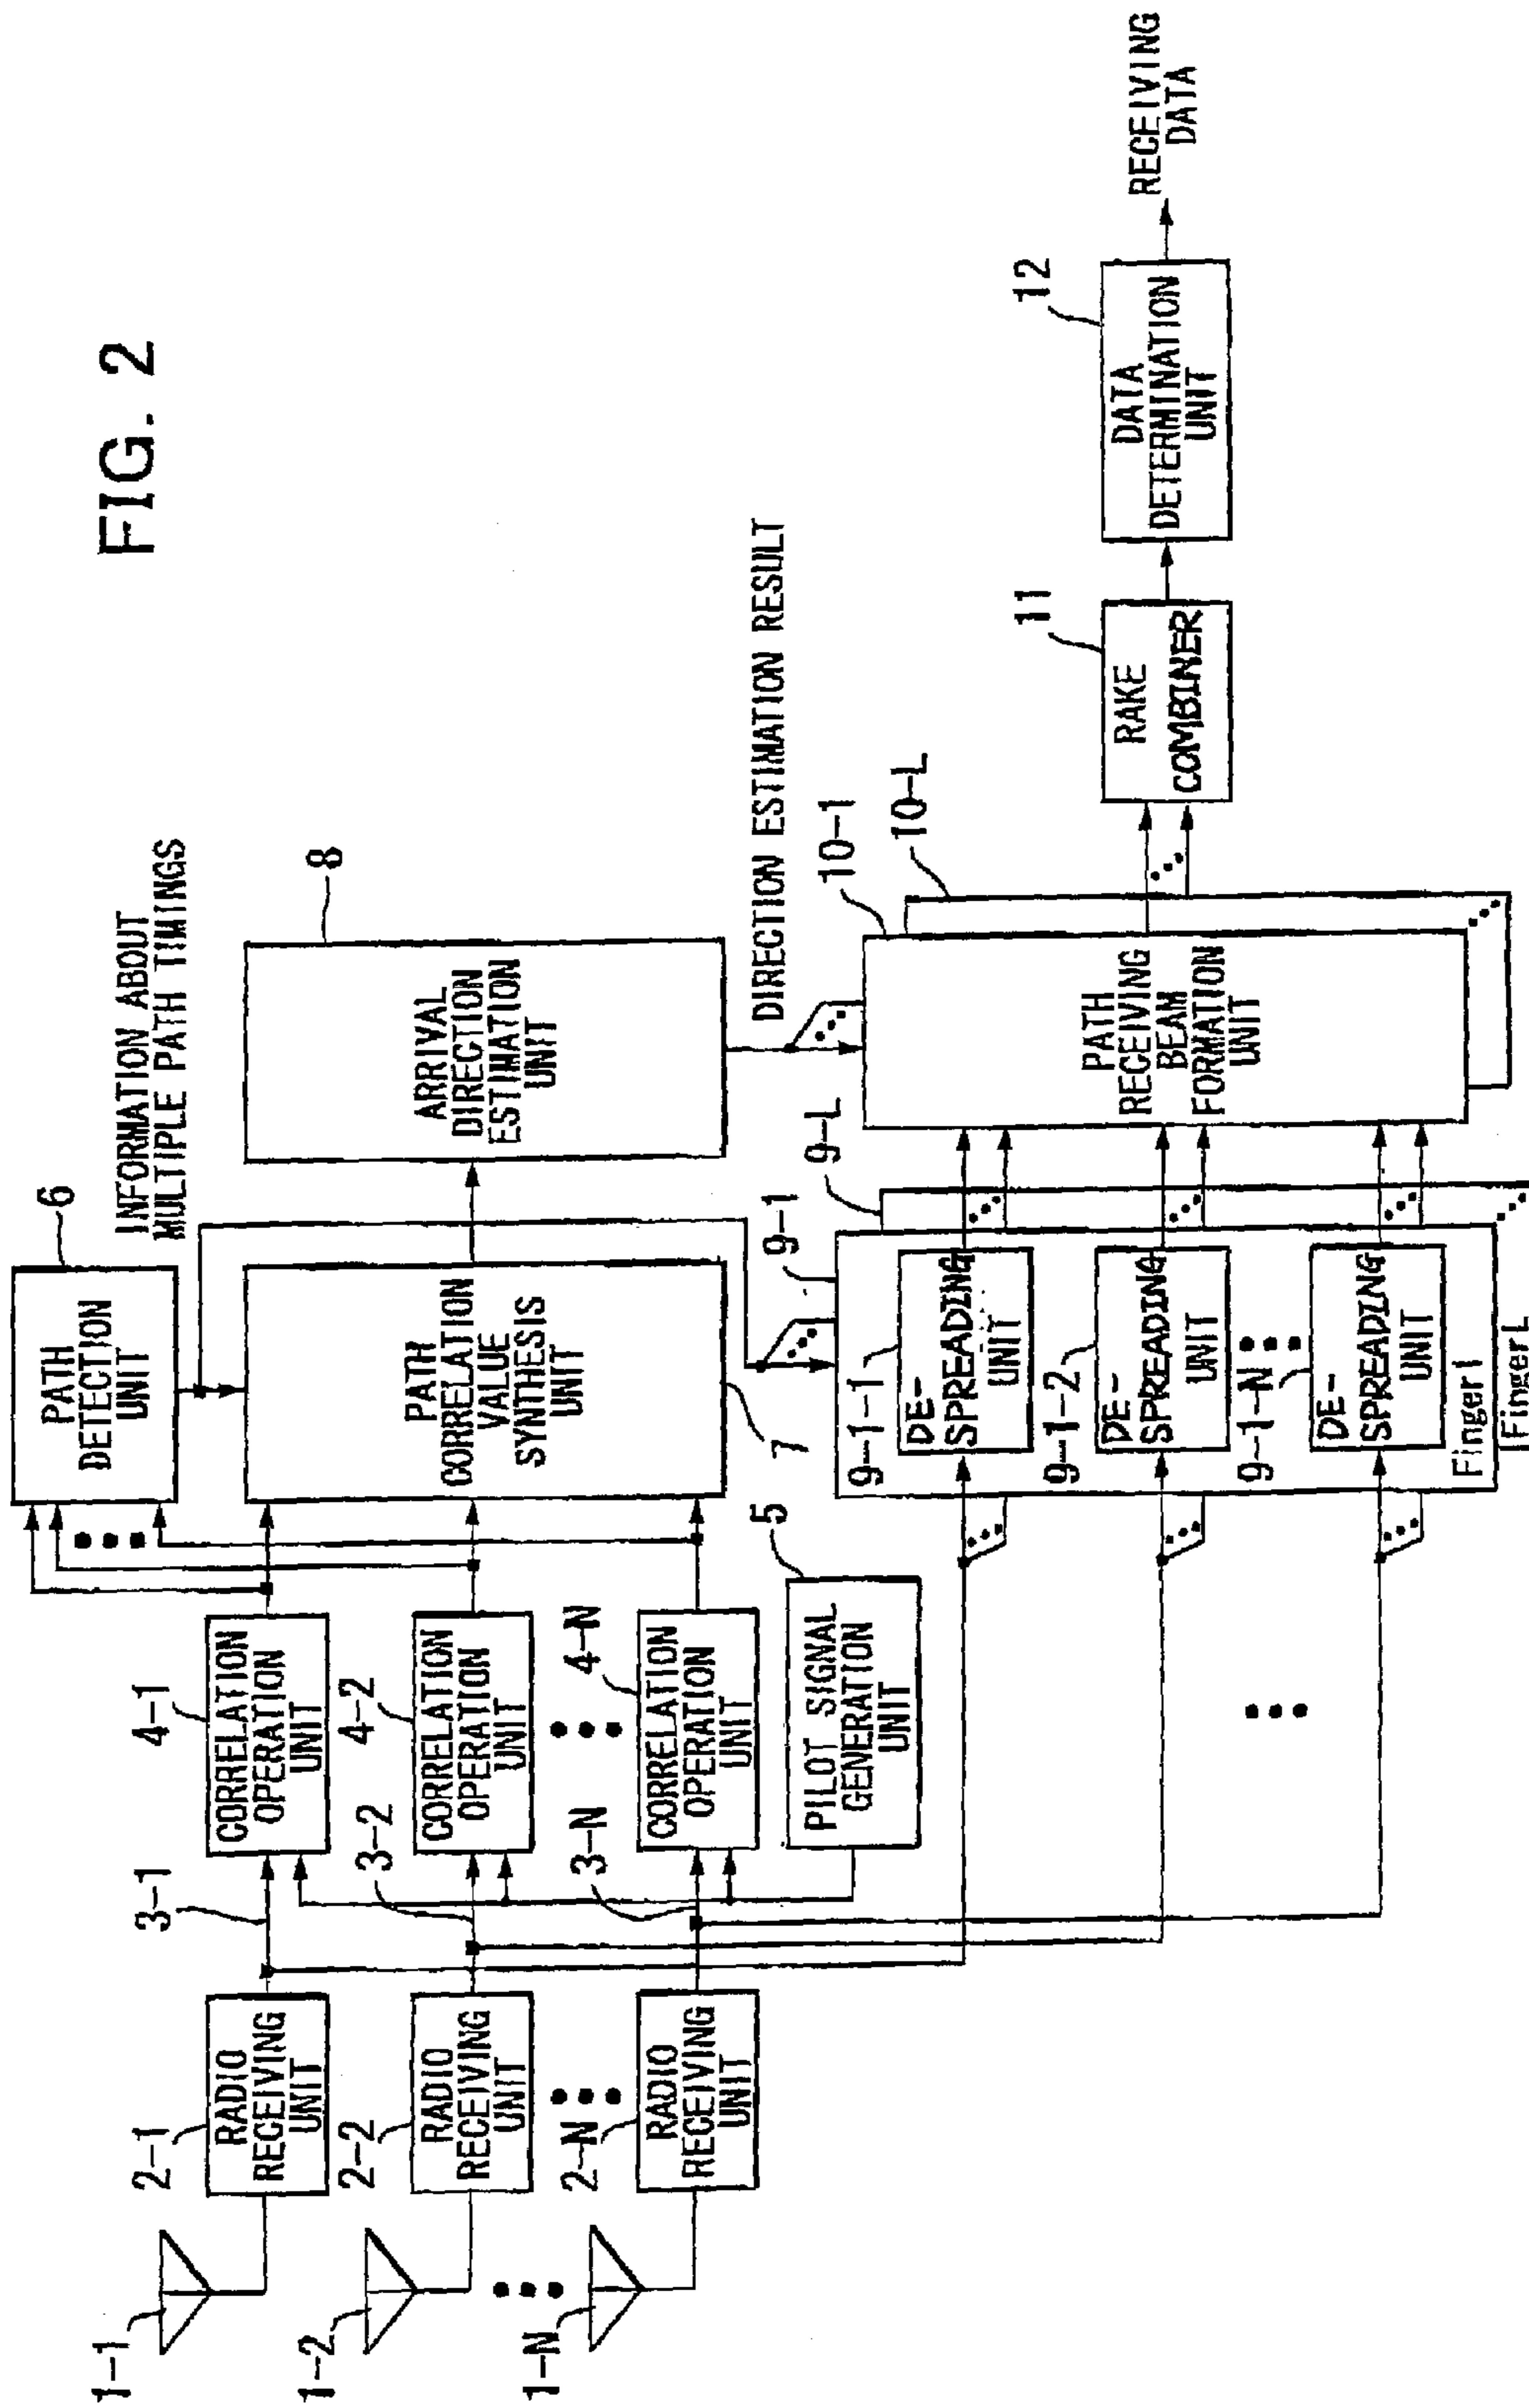 FIG. 2
INFORMATION ABOUT
MULTIPLE PATH TIMINGS
6
PATH
DETECTION
UNIT
1-1
2-1
RADIO
RECEIVING
UNIT
3-1
4-1
CORRELATION
OPERATION
UNIT
PATH
CORRELATION
VALUE
SYNTHESIS
UNIT
7
8
ARRIVAL
DIRECTION
ESTIMATION
UNIT
1-2
2-2
RADIO
RECEIVING
UNIT
3-2
4-2
CORRELATION
OPERATION
UNIT
1-N
2-N
RADIO
RECEIVING
UNIT
3-N
4-N
CORRELATION
OPERATION
UNIT
5
PILOT SIGNAL
GENERATION
UNIT
DIRECTION ESTIMATION RESULT
9-1
9-L
9-1-1
DE-
SPREADING
UNIT
9-1-2
DE-
SPREADING
UNIT
9-1-N
DE-
SPREADING
UNIT
Finger1
FingerL
10-1
10-L
PATH
RECEIVING
BEAM
FORMATION
UNIT
11
RAKE
COMBINER
12
DATA
DETERMINATION
UNIT
RECEIVING
DATA